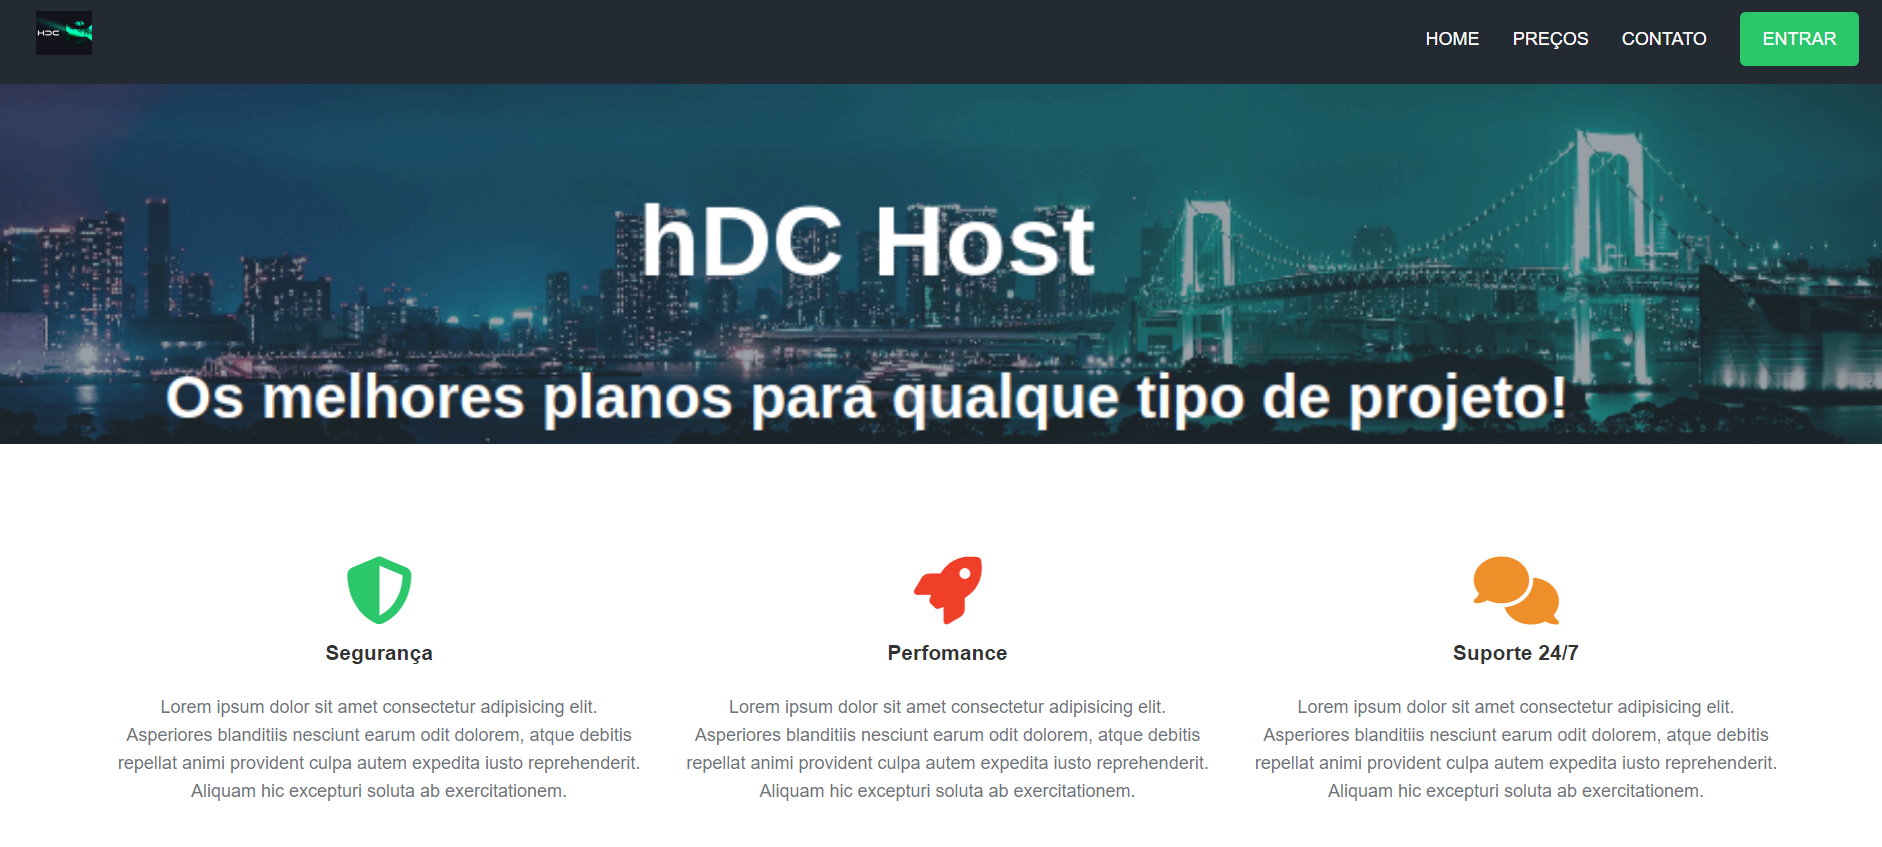 HDC
HOME PREÇOS CONTATO ENTRAR
hDC Host
Os melhores planos para qualque tipo de projeto!
Segurança
Lorem ipsum dolor sit amet consectetur adipisicing elit.
Asperiores blanditiis nesciunt earum odit dolorem, atque debitis
repellat animi provident culpa autem expedita iusto reprehenderit.
Aliquam hic excepturi soluta ab exercitationem.
Perfomance
Lorem ipsum dolor sit amet consectetur adipisicing elit.
Asperiores blanditiis nesciunt earum odit dolorem, atque debitis
repellat animi provident culpa autem expedita iusto reprehenderit.
Aliquam hic excepturi soluta ab exercitationem.
Suporte 24/7
Lorem ipsum dolor sit amet consectetur adipisicing elit.
Asperiores blanditiis nesciunt earum odit dolorem, atque debitis
repellat animi provident culpa autem expedita iusto reprehenderit.
Aliquam hic excepturi soluta ab exercitationem.